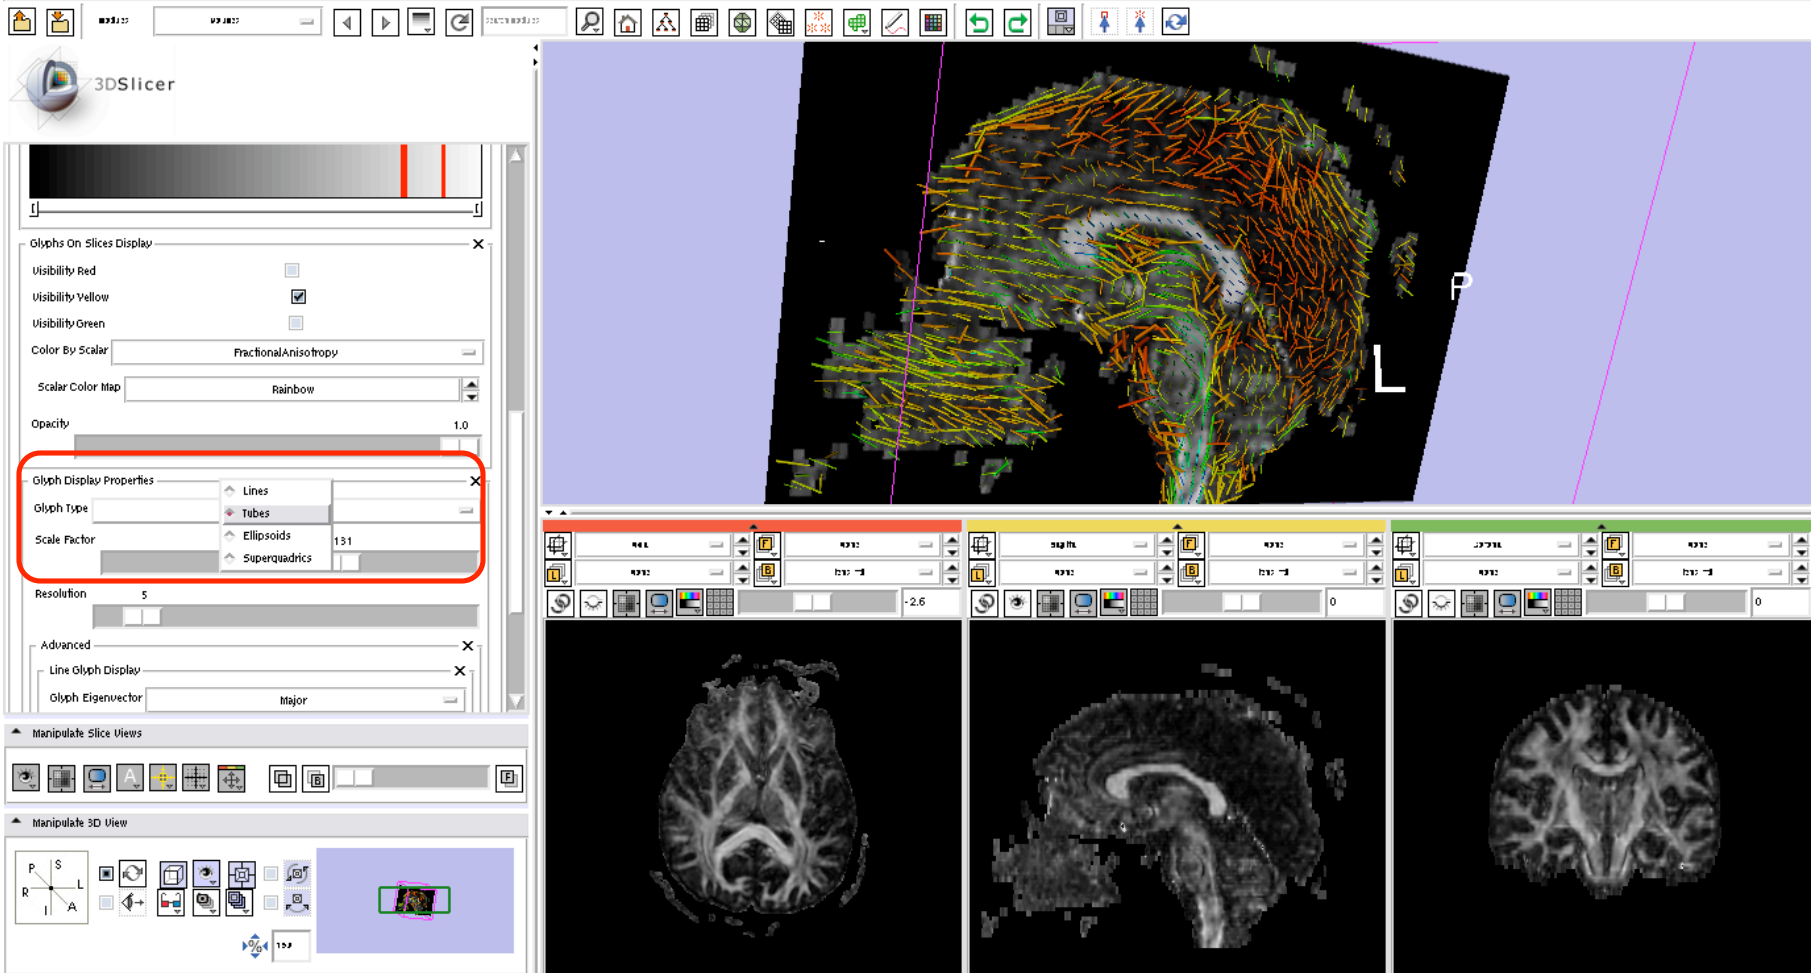 3DSlicer
Glyphs On Slices Display
Visibility Red
Visibility Yellow
Visibility Green
Color By Scalar FractionalAnisotropy
Scalar Color Map Rainbow
Opacity 1.0
Glyph Display Properties
Lines
Glyph Type
Tubes
Ellipsoids
Scale Factor 131
Superquadrics
Resolution 5
Advanced
Line Glyph Display
Glyph Eigenvector Major
Manipulate Slice Views
A
B
F
Manipulate 3D View
P S
R L
I A
%
P
L
F
F
F
L B
L B
L B
-2.6
0
0